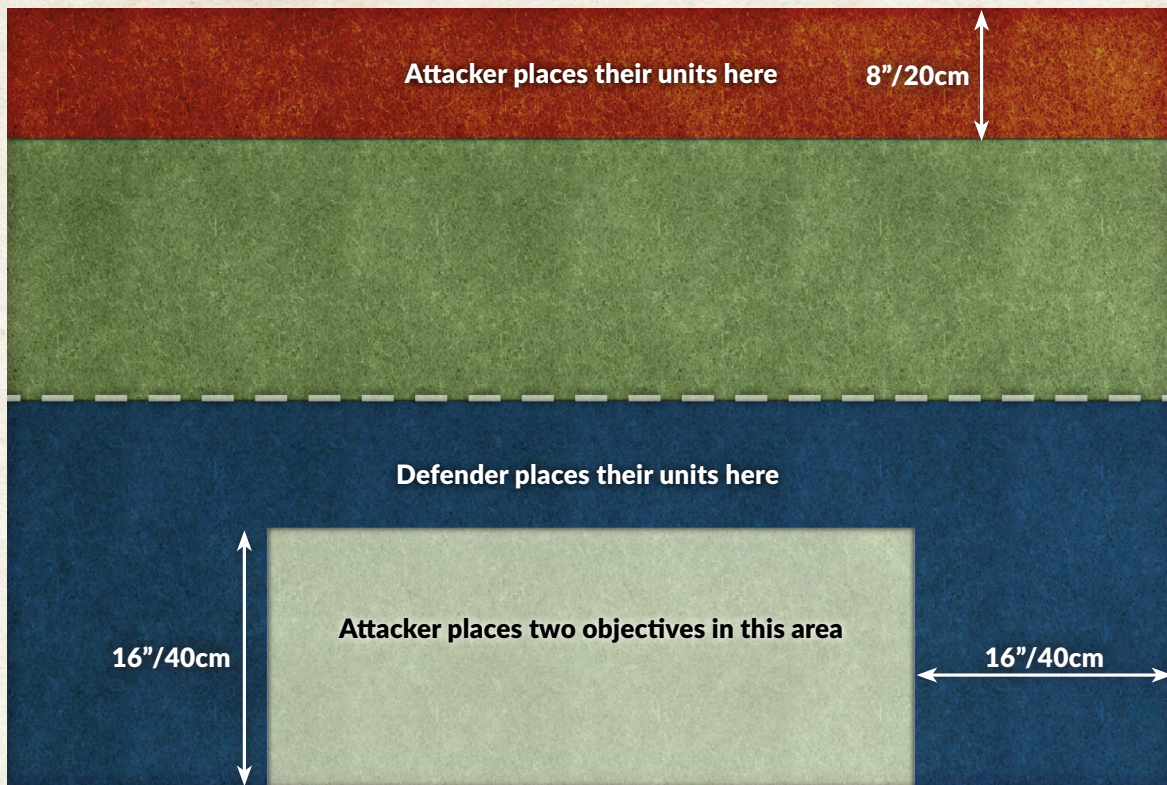 Attacker places their units here
8”/20cm
Defender places their units here
Attacker places two objectives in this area
16”/40cm
16”/40cm